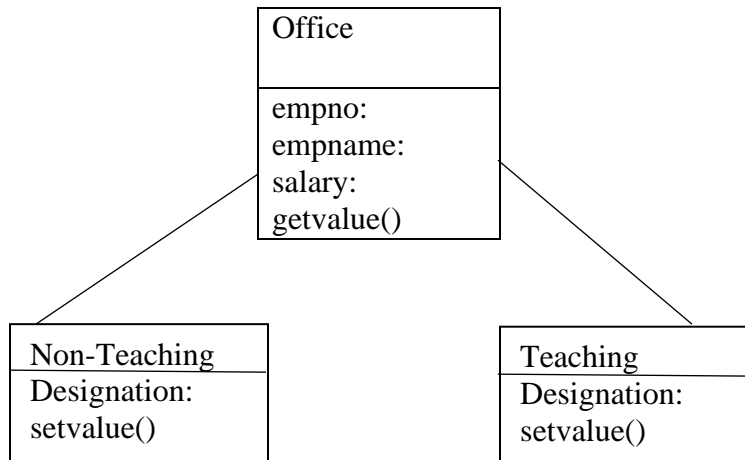 Office
empno:
empname:
salary:
getvalue()
Non-Teaching
Designation:
setvalue()
Teaching
Designation:
setvalue()